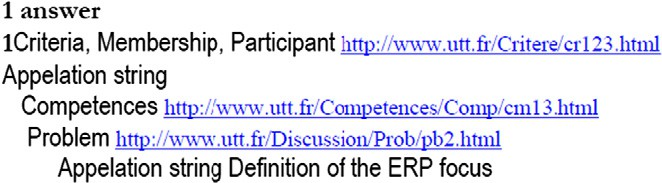 1 answer
1Criteria, Membership, Participant http://www.utt.fr/Critere/cr123.html
Appelation string
Competences http://www.utt.fr/Competences/Comp/cm13.html
Problem http://www.utt.fr/Discussion/Prob/pb2.html
Appelation string Definition of the ERP focus